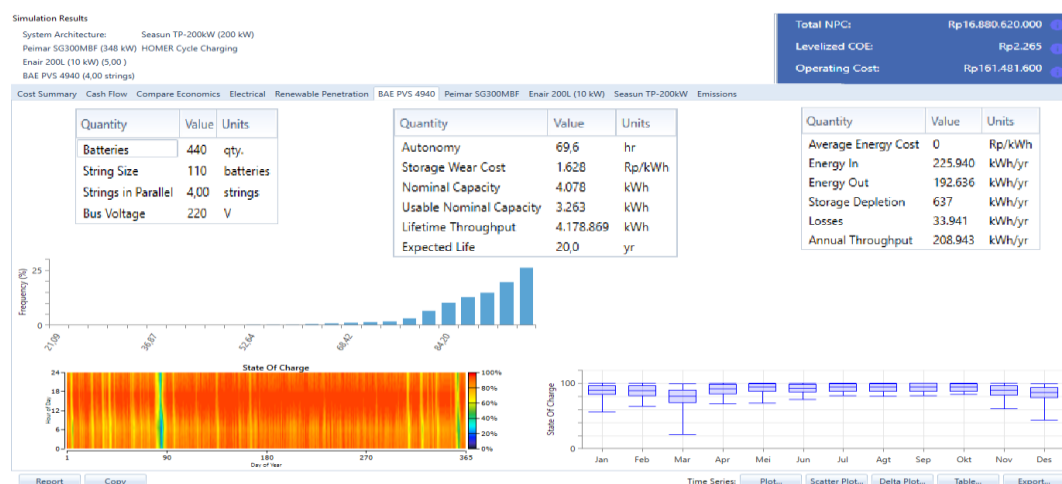 Simulation Results
System Architecture: Seasun TP-200kW (200 kW)
Peimar SG300MBF (348 kW) HOMER Cycle Charging
Enair 200L (10 kW) (5,00 )
BAE PVS 4940 (4,00 strings)
Total NPC: Rp16.880.620.000
Levelized COE: Rp2.265
Operating Cost: Rp161.481.600
Cost Summary Cash Flow Compare Economics Electrical Renewable Penetration BAE PVS 4940 Peimar SG300MBF Enair 200L (10 kW) Seasun TP-200kW Emissions
Quantity Value Units
Batteries 440 qty.
String Size 110 batteries
Strings in Parallel 4,00 strings
Bus Voltage 220 V
Quantity Value Units
Autonomy 69,6 hr
Storage Wear Cost 1.628 Rp/kWh
Nominal Capacity 4.078 kWh
Usable Nominal Capacity 3.263 kWh
Lifetime Throughput 4.178.869 kWh
Expected Life 20,0 yr
Quantity Value Units
Average Energy Cost 0 Rp/kWh
Energy In 225.940 kWh/yr
Energy Out 192.636 kWh/yr
Storage Depletion 637 kWh/yr
Losses 33.941 kWh/yr
Annual Throughput 208.943 kWh/yr
Frequency (%)
25
0
21,09 36,87 52,64 68,42 84,20
State Of Charge
Hour of Day
24
18
12
6
0
1 90 180 270 365
Day of Year
100%
80%
60%
40%
20%
0%
State Of Charge
100
0
Jan Feb Mar Apr Mei Jun Jul Agt Sep Okt Nov Des
Report Copy Time Series: Plot... Scatter Plot... Delta Plot... Table... Export...